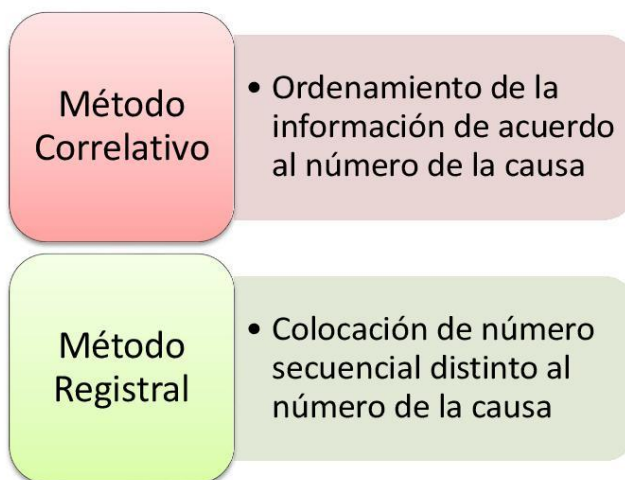 Método
Correlativo
• Ordenamiento de la
información de acuerdo
al número de la causa
Método
Registral
• Colocación de número
secuencial distinto al
número de la causa